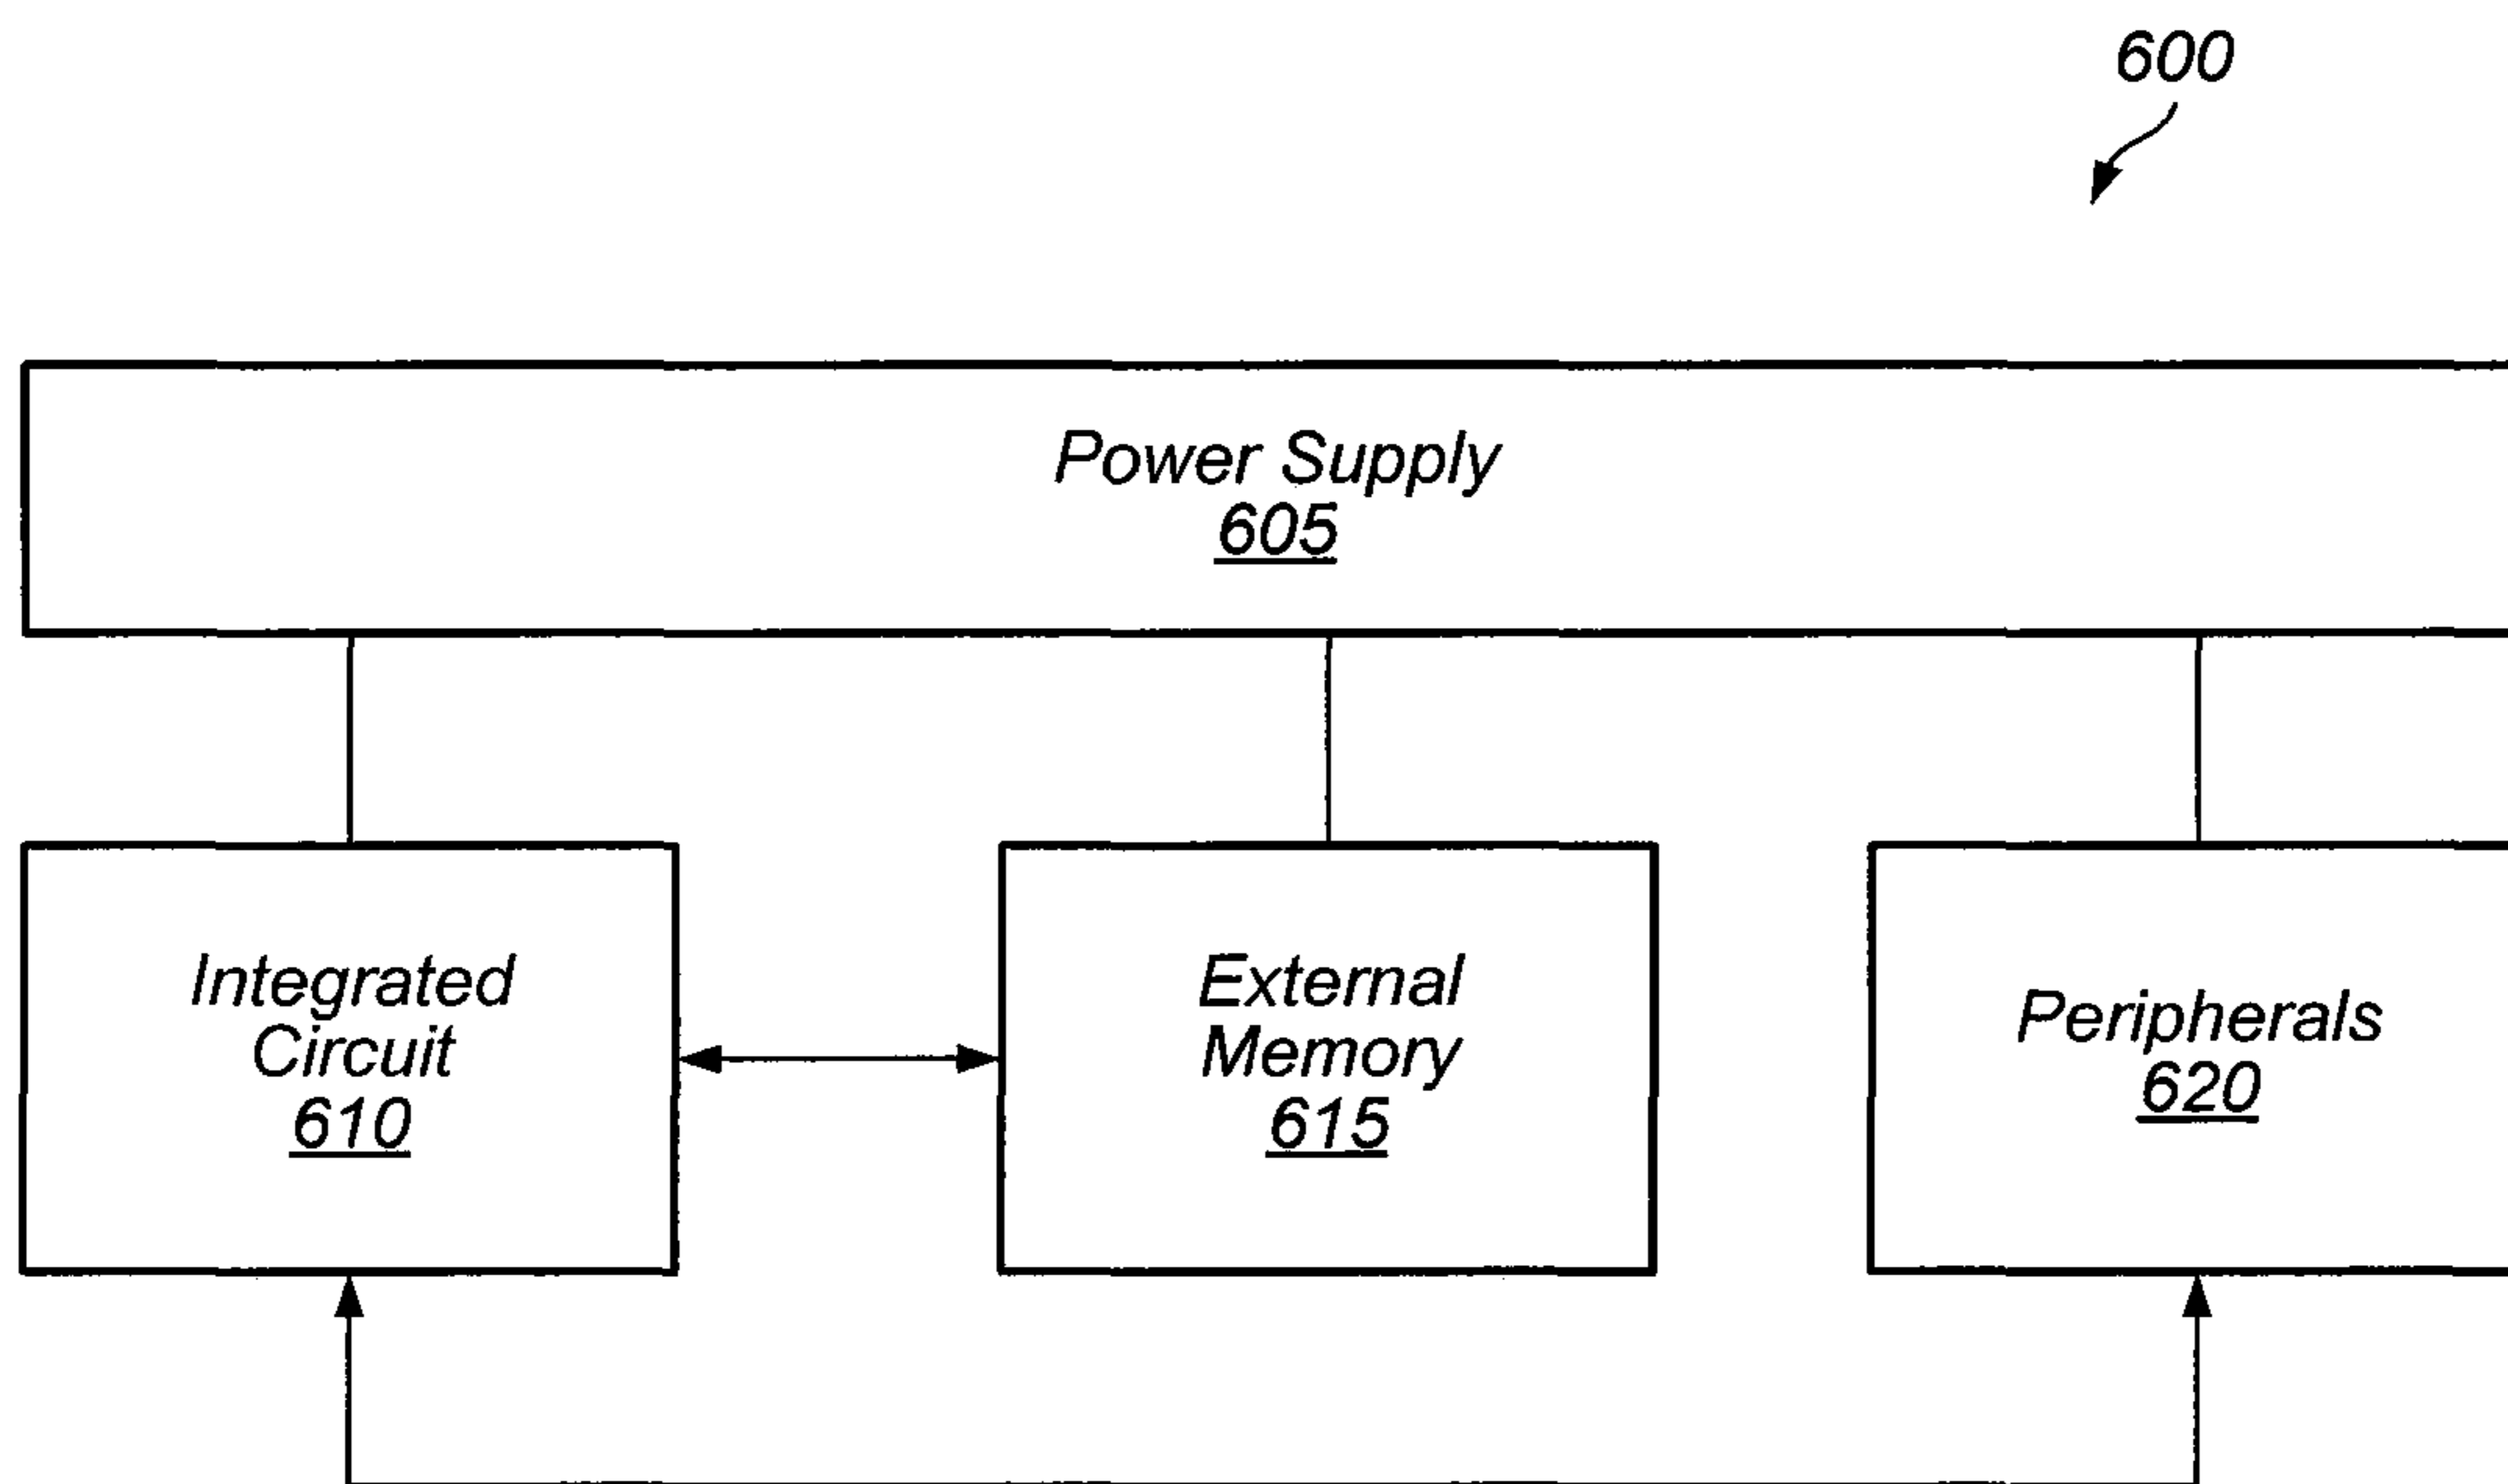 600
Power Supply
605
Integrated
Circuit
610
External
Memory
615
Peripherals
620